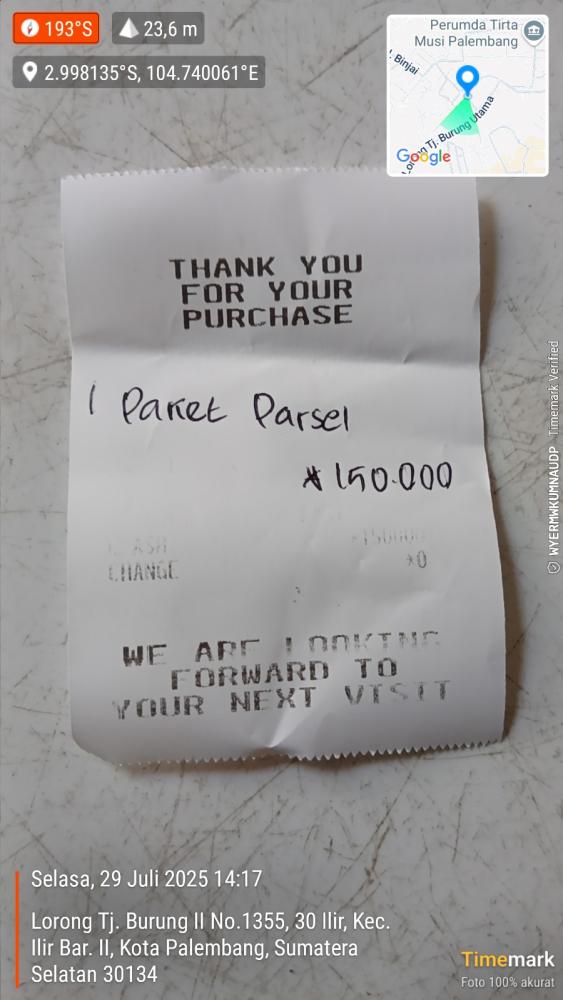 193°S
23,6 m
2.998135°S, 104.740061°E
Perumda Tirta
Musi Palembang
Binjai
Lorong Tj. Burung Utama
Google
THANK YOU
FOR YOUR
PURCHASE
1 Paket Parsel
*150.000
CASH *150000
CHANGE *0
WE ARE LOOKING
FORWARD TO
YOUR NEXT VISIT
WYERMWKUMNAUDP Timemark Verified
Selasa, 29 Juli 2025 14:17
Lorong Tj. Burung II No.1355, 30 Ilir, Kec.
Ilir Bar. II, Kota Palembang, Sumatera
Selatan 30134
Timemark
Foto 100% akurat